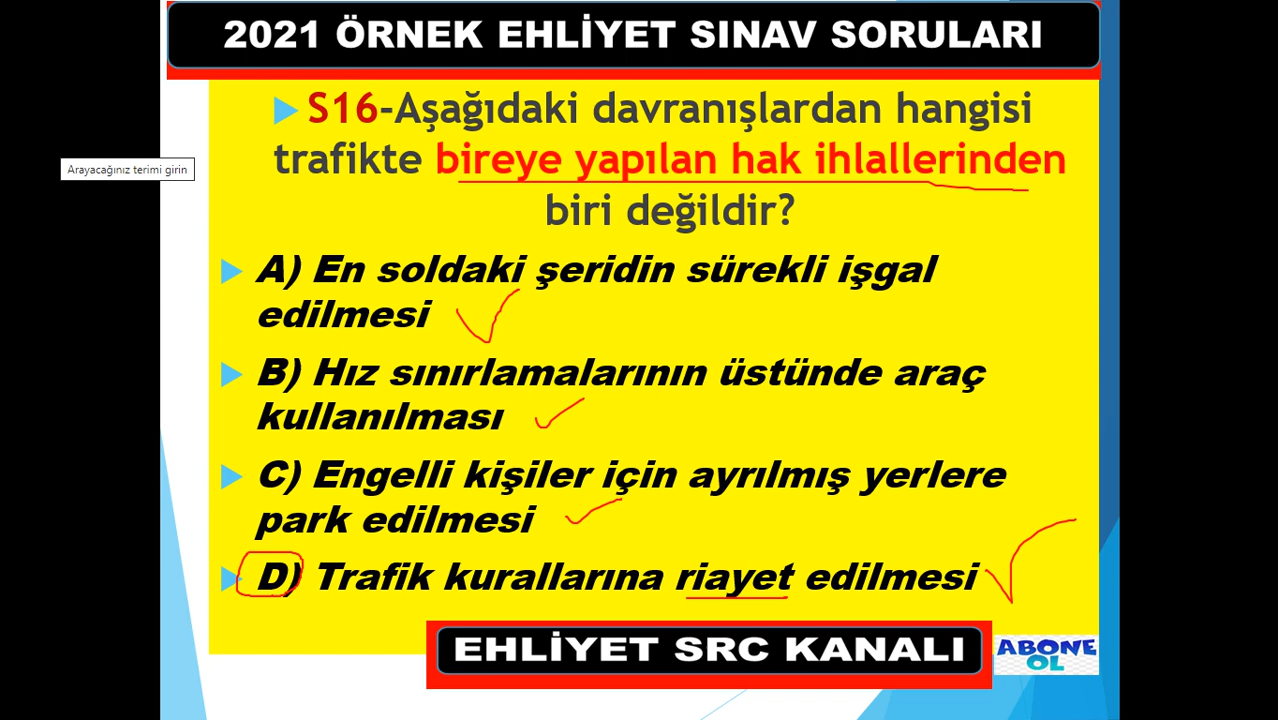 2021 ÖRNEK EHLİYET SINAV SORULARI
S16-Aşağıdaki davranışlardan hangisi
trafikte bireye yapılan hak ihlallerinden
biri değildir?
Arayacağınız terimi girin
A) En soldaki şeridin sürekli işgal
edilmesi
B) Hız sınırlamalarının üstünde araç
kullanılması
C) Engelli kişiler için ayrılmış yerlere
park edilmesi
D) Trafik kurallarına riayet edilmesi
EHLİYET SRC KANALI
ABONE
OL